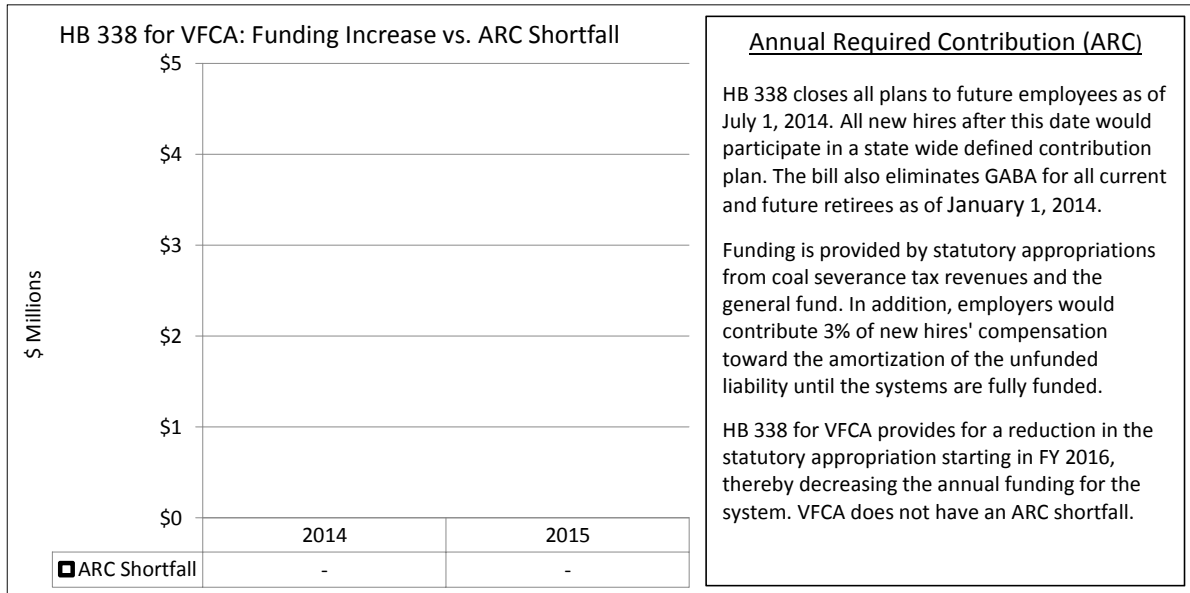 HB 338 for VFCA: Funding Increase vs. ARC Shortfall
$5
$4
$3
$2
$1
$0
$ Millions
2014 2015
ARC Shortfall - -
Annual Required Contribution (ARC)
HB 338 closes all plans to future employees as of
July 1, 2014. All new hires after this date would
participate in a state wide defined contribution
plan. The bill also eliminates GABA for all current
and future retirees as of January 1, 2014.
Funding is provided by statutory appropriations
from coal severance tax revenues and the
general fund. In addition, employers would
contribute 3% of new hires' compensation
toward the amortization of the unfunded
liability until the systems are fully funded.
HB 338 for VFCA provides for a reduction in the
statutory appropriation starting in FY 2016,
thereby decreasing the annual funding for the
system. VFCA does not have an ARC shortfall.